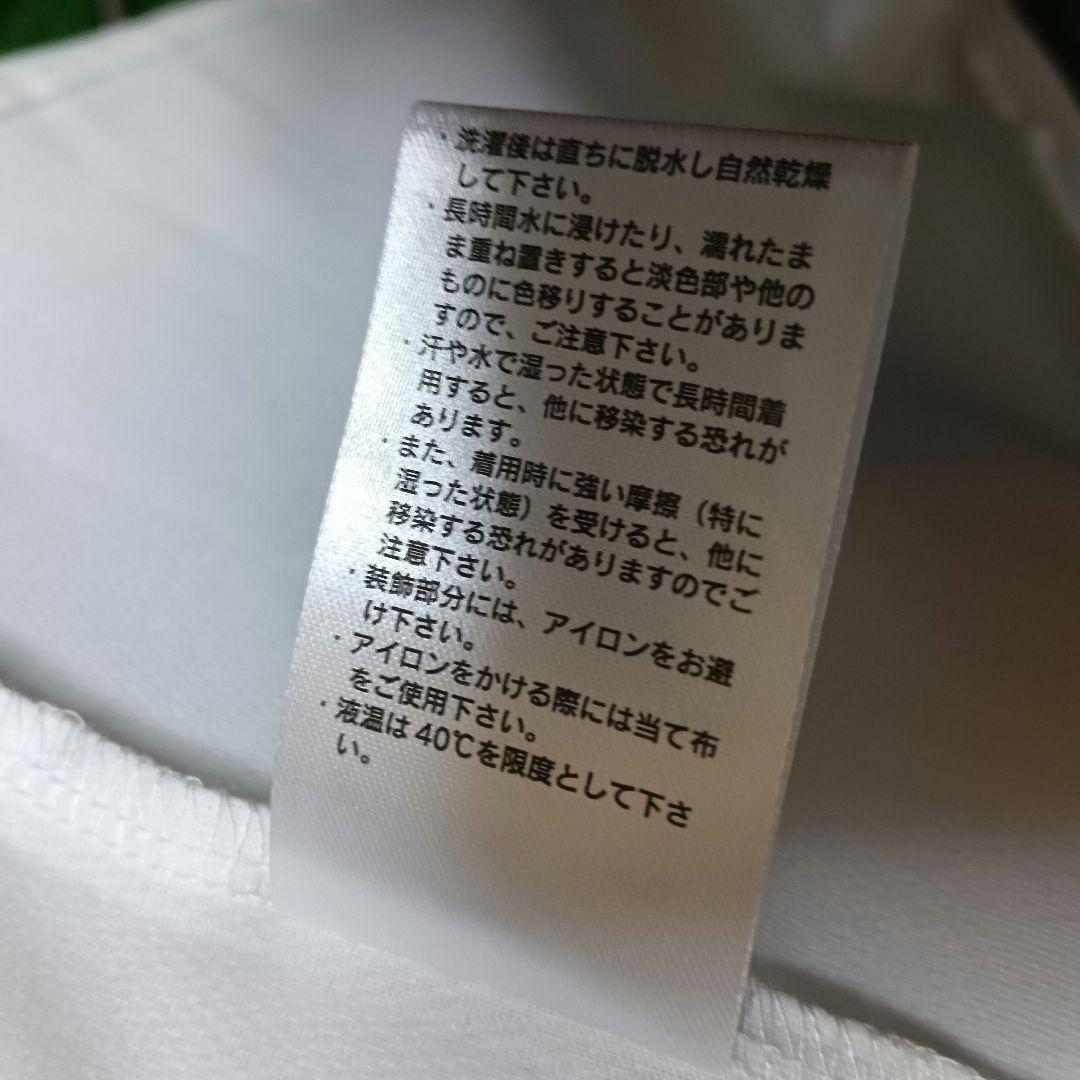 ・洗濯後は直ちに脱水し自然乾燥
して下さい。
・長時間水に浸けたり、濡れたま
ま重ね置きすると淡色部や他の
ものに色移りすることがありま
すので、ご注意下さい。
・汗や水で湿った状態で長時間着
用すると、他に移染する恐れが
あります。
・また、着用時に強い摩擦（特に
湿った状態）を受けると、他に
移染する恐れがありますのでご
注意下さい。
・装飾部分には、アイロンをお避
け下さい。
・アイロンをかける際には当て布
をご使用下さい。
・液温は40℃を限度として下さ
い。